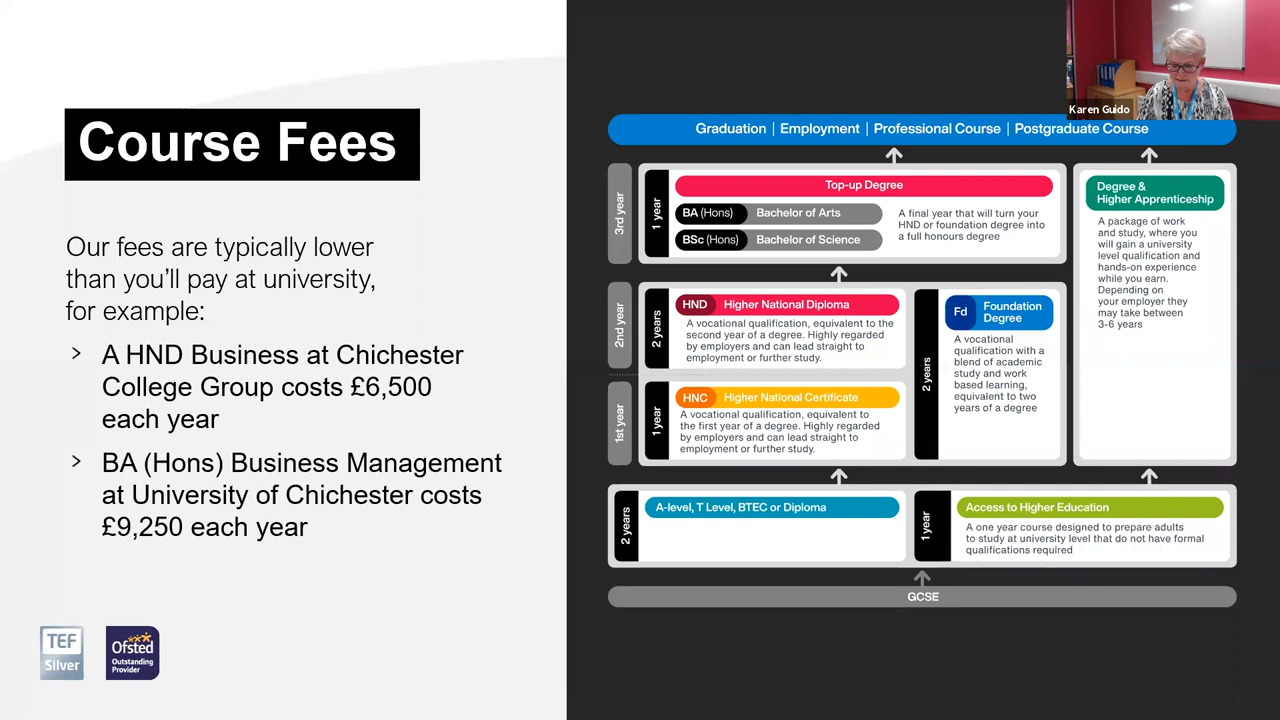 Course Fees
Our fees are typically lower
than you'll pay at university,
for example:
› A HND Business at Chichester
College Group costs £6,500
each year
› BA (Hons) Business Management
at University of Chichester costs
£9,250 each year
TEF
Silver
Ofsted
Outstanding
Provider
Karen Guido
Graduation | Employment | Professional Course | Postgraduate Course
3rd year
1 year
Top-up Degree
BA (Hons) Bachelor of Arts
BSc (Hons) Bachelor of Science
A final year that will turn your
HND or foundation degree into
a full honours degree
Degree &
Higher Apprenticeship
A package of work
and study, where you
will gain a university
level qualification and
hands-on experience
while you earn.
Depending on
your employer they
may take between
3-6 years
2nd year
2 years
HND Higher National Diploma
A vocational qualification, equivalent to the
second year of a degree. Highly regarded
by employers and can lead straight to
employment or further study.
1st year
1 year
HNC Higher National Certificate
A vocational qualification, equivalent to
the first year of a degree. Highly regarded
by employers and can lead straight to
employment or further study.
2 years
Fd Foundation
Degree
A vocational
qualification with a
blend of academic
study and work
based learning,
equivalent to two
years of a degree
2 years
A-level, T Level, BTEC or Diploma
1 year
Access to Higher Education
A one year course designed to prepare adults
to study at university level that do not have formal
qualifications required
GCSE